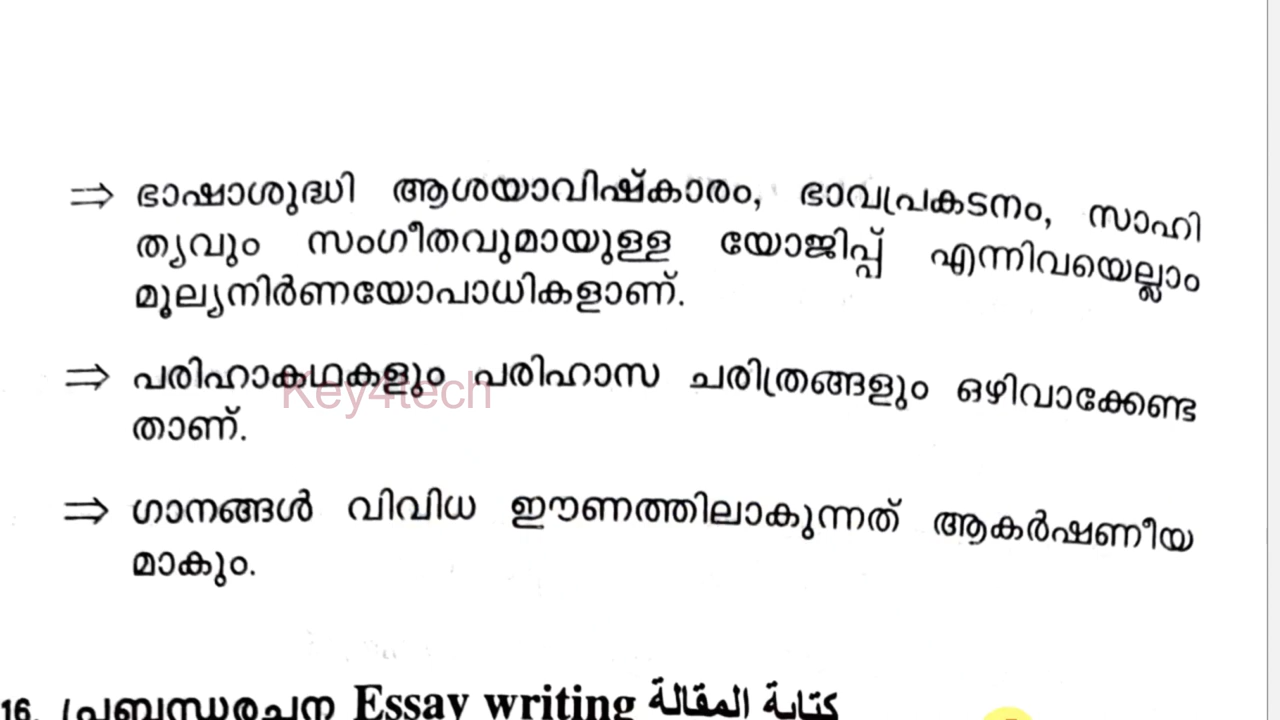 ⇒ ഭാഷാശുദ്ധി ആശയാവിഷ്കാരം, ഭാവപ്രകടനം, സാഹി
ത്യവും സംഗീതവുമായുള്ള യോജിപ്പ് എന്നിവയെല്ലാം
മൂല്യനിർണയോപാധികളാണ്.
⇒ പരിഹാകഥകളും പരിഹാസ ചരിത്രങ്ങളും ഒഴിവാക്കേണ്ട
താണ്.
Key4tech
⇒ ഗാനങ്ങൾ വിവിധ ഈണത്തിലാകുന്നത് ആകർഷണീയ
മാകും.
16. പ്രബന്ധരചന Essay writing كتابة المقالة